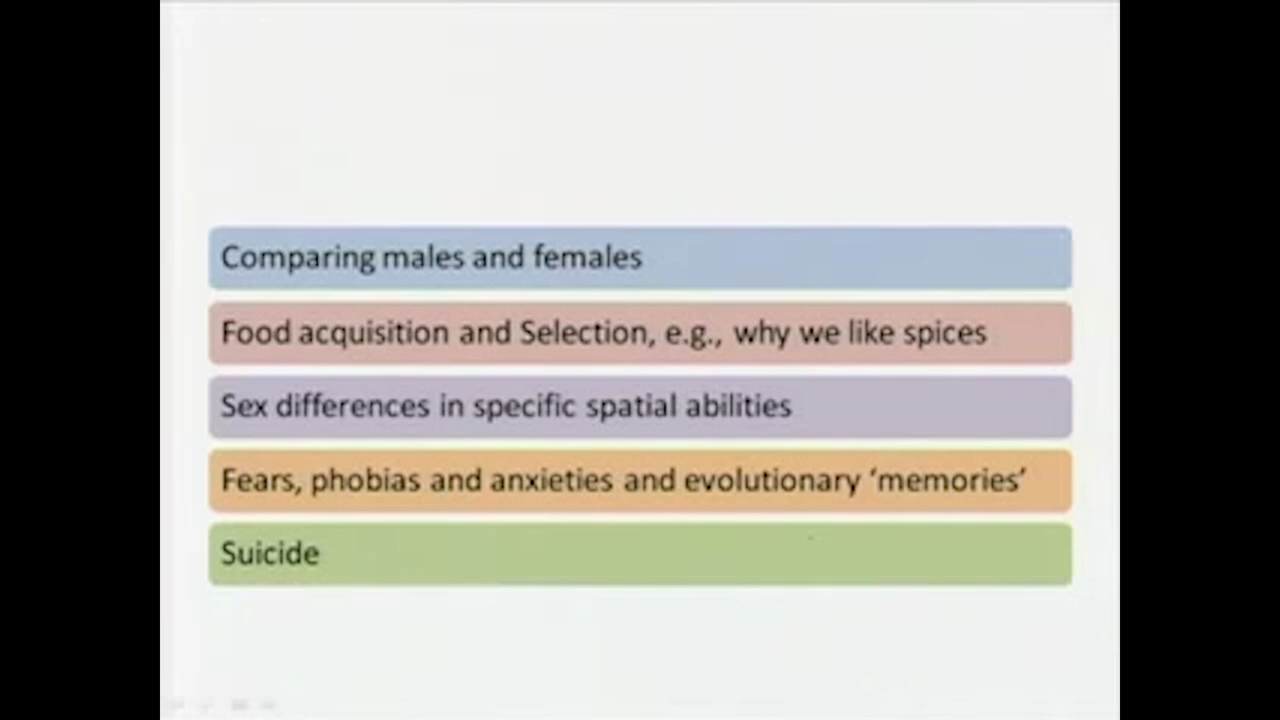 Comparing males and females
Food acquisition and Selection, e.g., why we like spices
Sex differences in specific spatial abilities
Fears, phobias and anxieties and evolutionary ‘memories’
Suicide